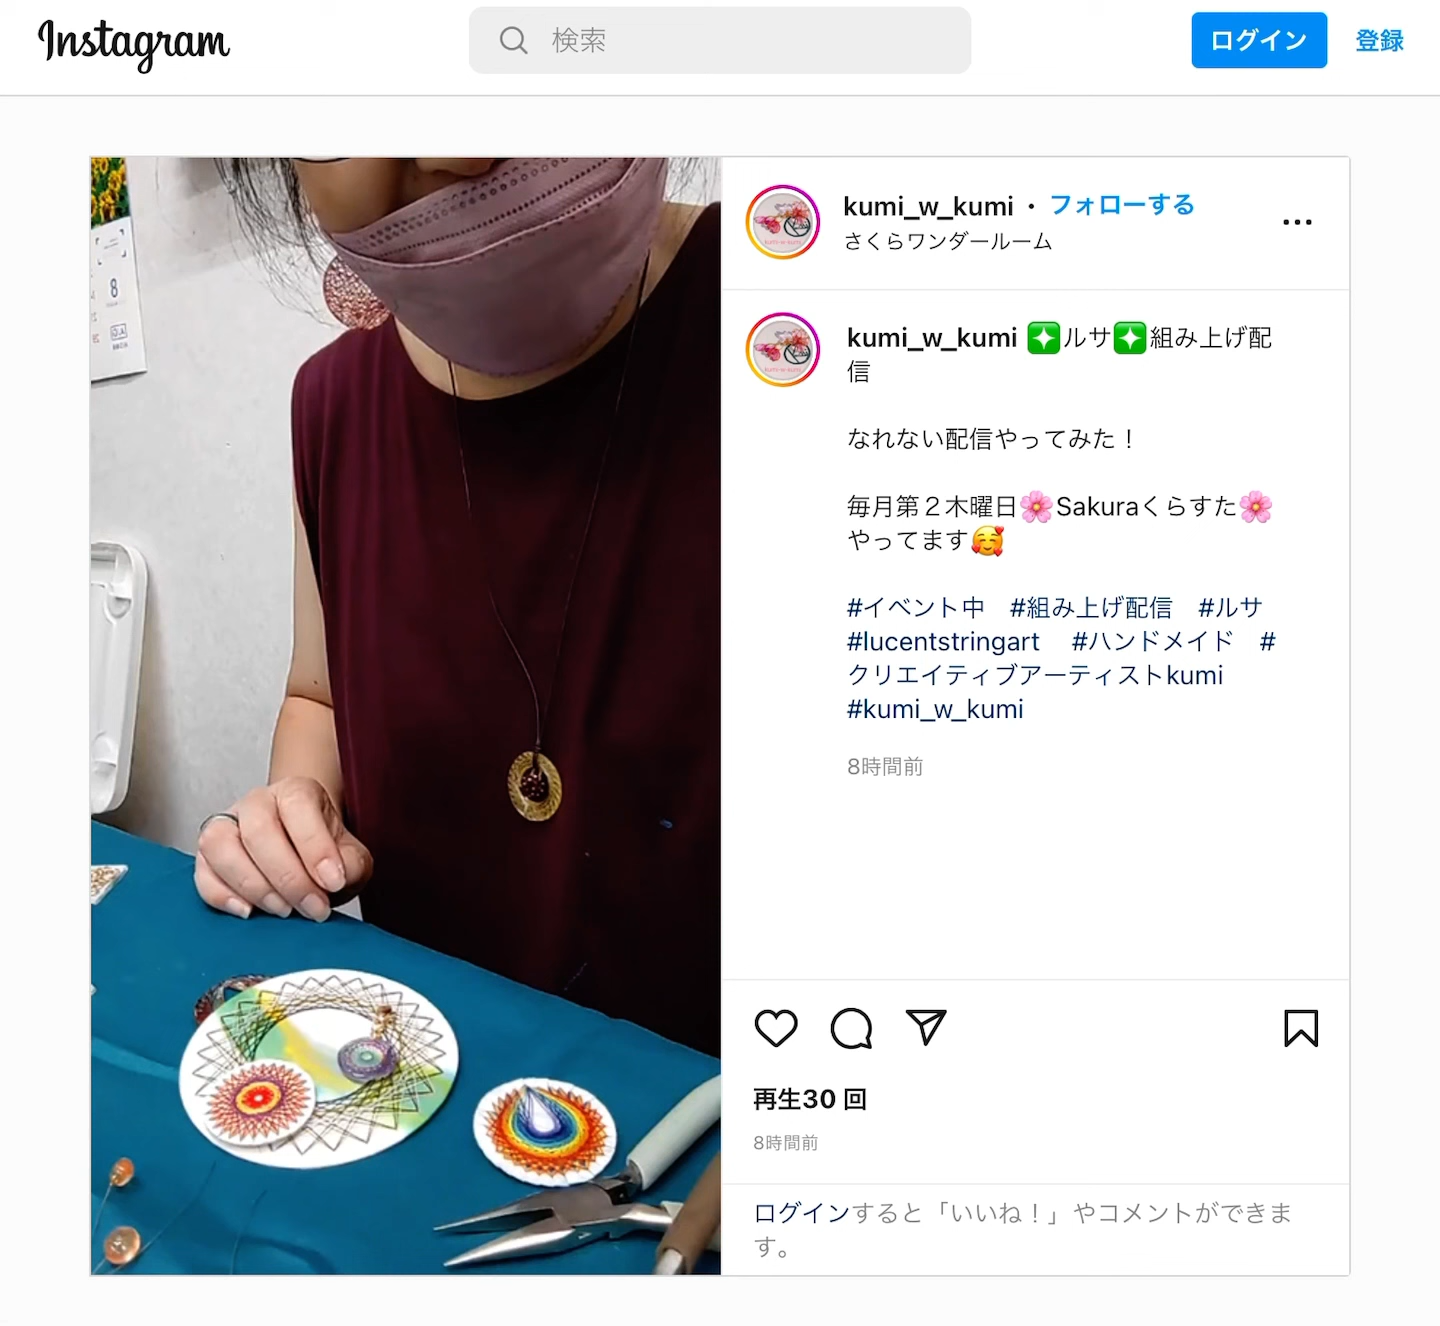 Instagram
検索
ログイン
登録
8
kumi_w_kumi • フォローする
さくらワンダールーム
kumi_w_kumi ルサ組み上げ配
信
なれない配信やってみた！
毎月第２木曜日🌸Sakuraくらすた🌸
やってます🥰
#イベント中　#組み上げ配信　#ルサ
#lucentstringart　#ハンドメイド　#
クリエイティブアーティストkumi
#kumi_w_kumi
8時間前
再生30 回
8時間前
ログインすると「いいね！」やコメントができま
す。